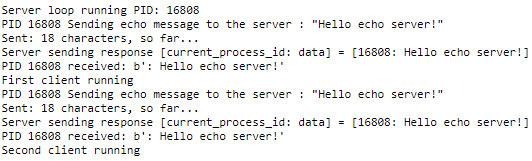 Server loop running PID: 16808
PID 16808 Sending echo message to the server : "Hello echo server!"
Sent: 18 characters, so far...
Server sending response [current_process_id: data] = [16808: Hello echo server!]
PID 16808 received: b': Hello echo server!'
First client running
PID 16808 Sending echo message to the server : "Hello echo server!"
Sent: 18 characters, so far...
Server sending response [current_process_id: data] = [16808: Hello echo server!]
PID 16808 received: b': Hello echo server!'
Second client running